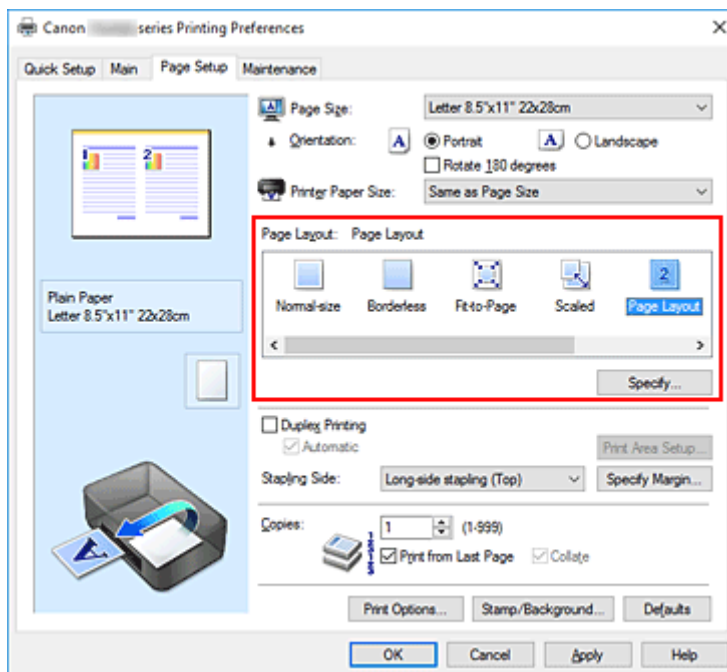 Canon series Printing Preferences
Quick Setup Main Page Setup Maintenance
1 2
Plain Paper
Letter 8.5"x11" 22x28cm
A
Page Size: Letter 8.5"x11" 22x28cm
Orientation: A Portrait A Landscape
Rotate 180 degrees
Printer Paper Size: Same as Page Size
Page Layout: Page Layout
2
Normal-size Borderless Fit-to-Page Scaled Page Layout
Specify...
Duplex Printing
Automatic Print Area Setup...
Stapling Side: Long-side stapling (Top) Specify Margin...
Copies: 1 (1-999)
Print from Last Page Collate
Print Options... Stamp/Background... Defaults
OK Cancel Apply Help